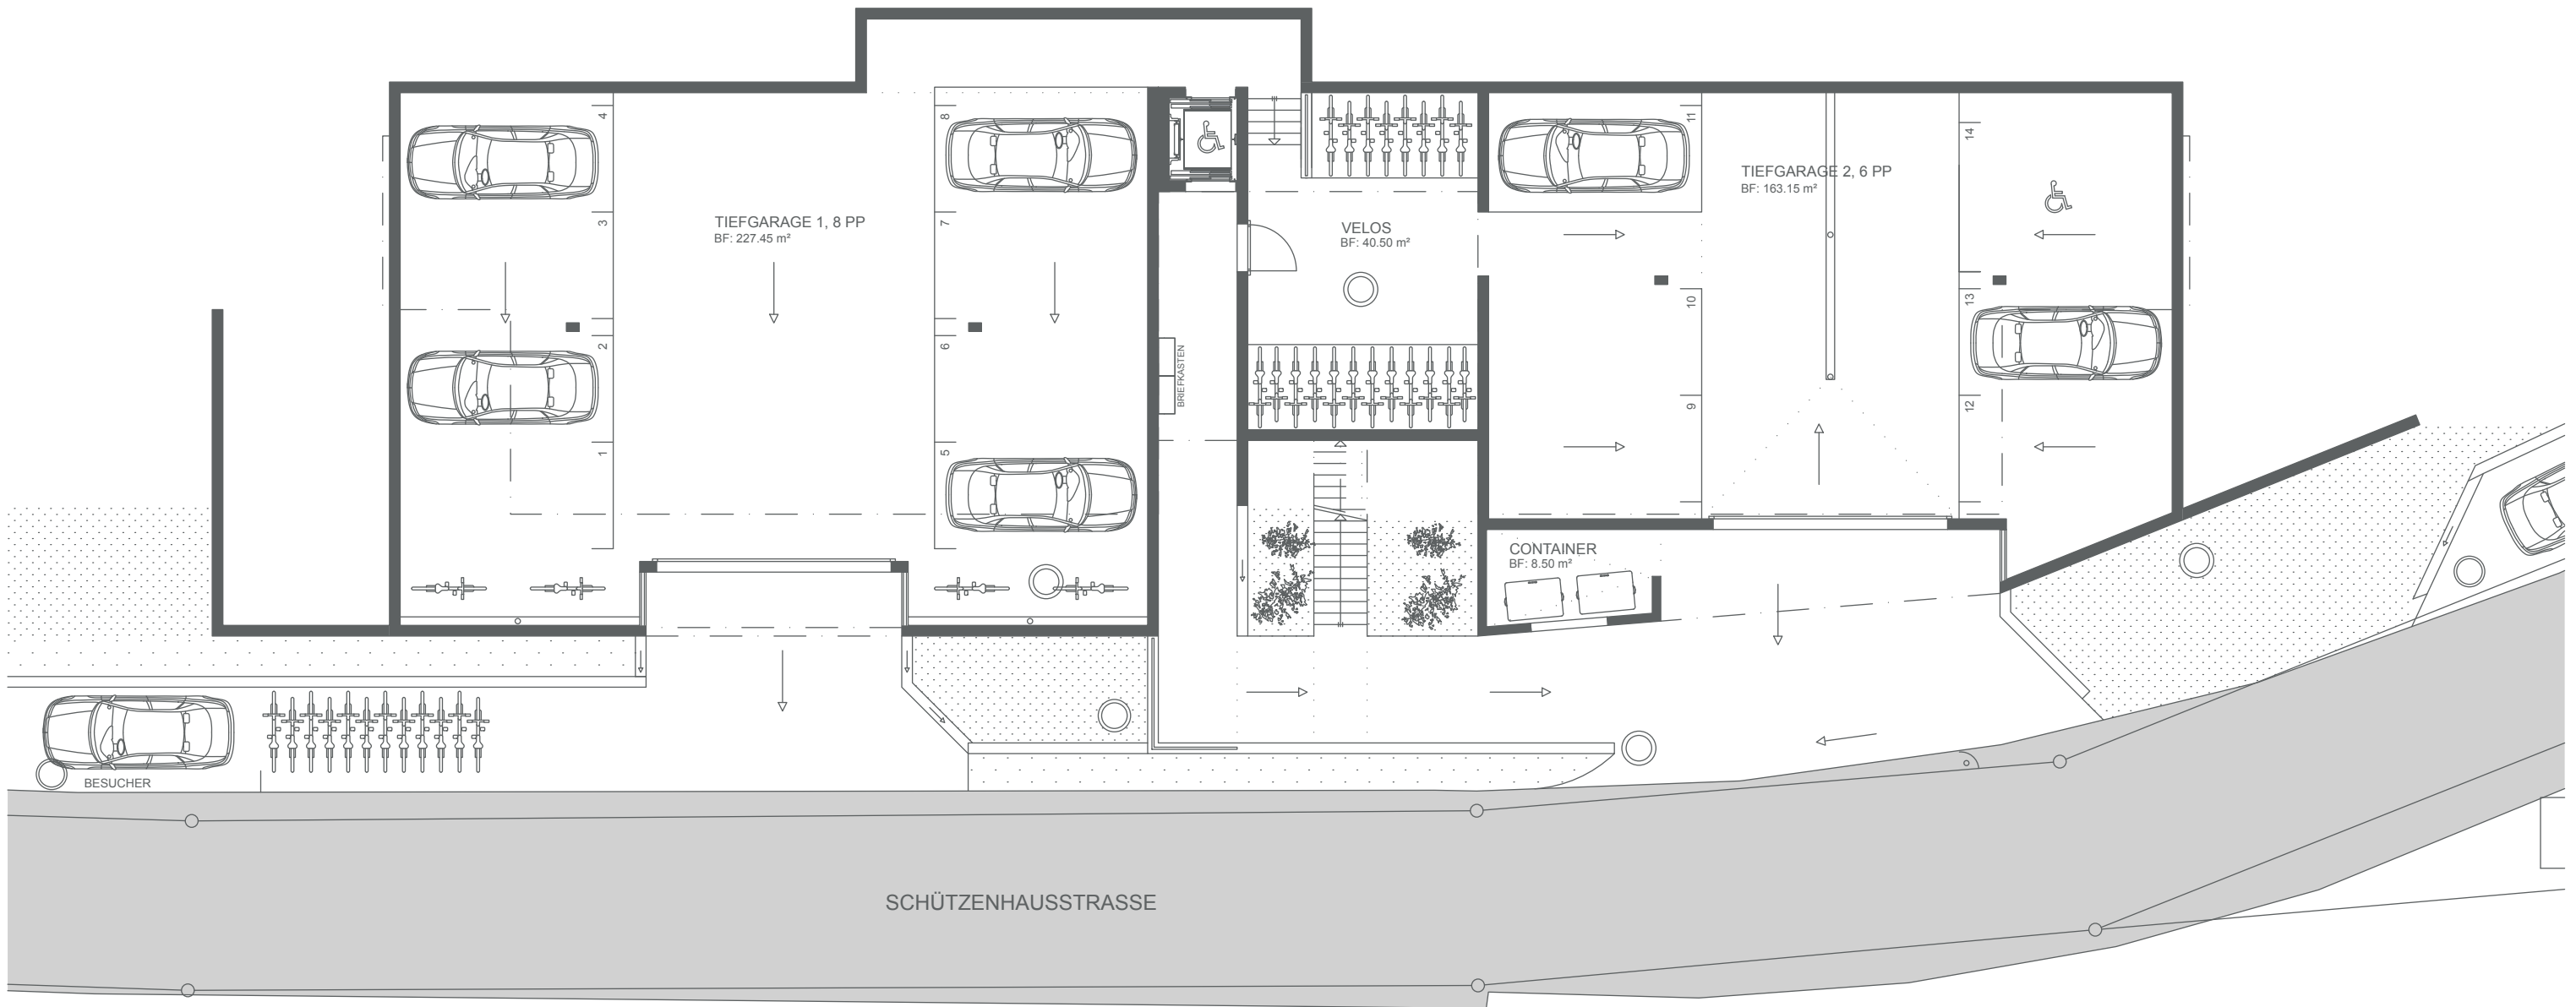 4
8
11
14
TIEFGARAGE 2, 6 PP
BF: 163.15 m²
3
TIEFGARAGE 1, 8 PP
BF: 227.45 m²
7
VELOS
BF: 40.50 m²
10
13
2
6
BRIEFKASTEN
9
12
1
5
CONTAINER
BF: 8.50 m²
BESUCHER
SCHÜTZENHAUSSTRASSE